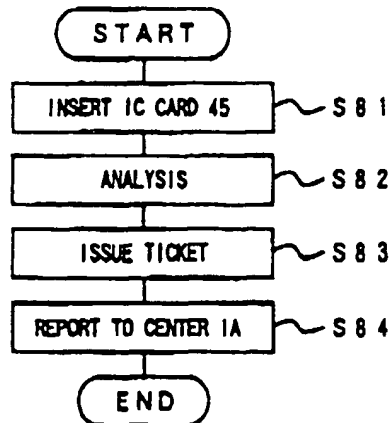 START
INSERT IC CARD 45 S81
ANALYSIS S82
ISSUE TICKET S83
REPORT TO CENTER 1A S84
END